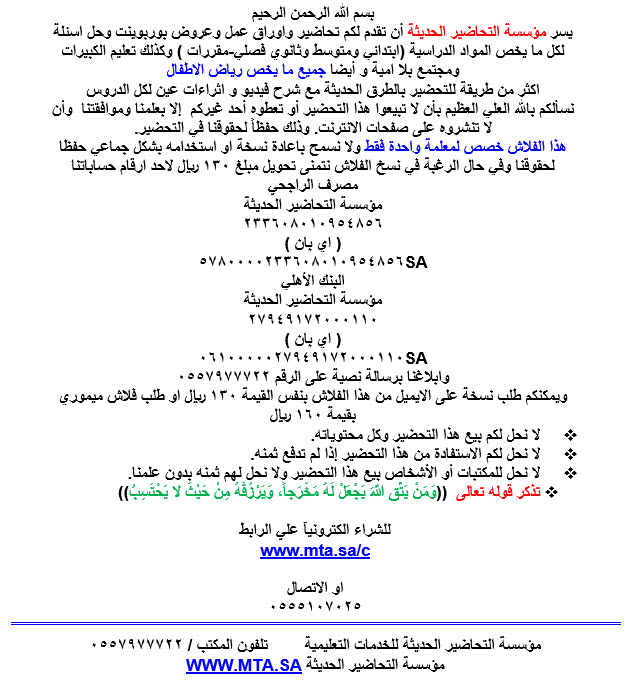 بسم الله الرحمن الرحيم
يسر مؤسسة التحاضير الحديثة أن تقدم لكم تحاضير واوراق عمل وعروض بوربوينت وحل اسئلة
لكل ما يخص المواد الدراسية (ابتدائي ومتوسط وثانوي فصلي-مقررات ) وكذلك تعليم الكبيرات
ومجتمع بلا امية و أيضا جميع ما يخص رياض الاطفال
اكثر من طريقة للتحضير بالطرق الحديثة مع شرح فيديو و اثراءات عين لكل الدروس
نسألكم بالله العلي العظيم بأن لا تبيعوا هذا التحضير أو تعطوه أحد غيركم إلا بعلمنا وموافقتنا وأن
لا تنشروه على صفحات الانترنت. وذلك حفظاً لحقوقنا في التحضير.
هذا الفلاش خصص لمعلمة واحدة فقط ولا نسمح باعادة نسخة او استخدامه بشكل جماعي حفظا
لحقوقنا وفي حال الرغبة في نسخ الفلاش نتمنى تحويل مبلغ ١٣٠ ريال لاحد ارقام حساباتنا
مصرف الراجحي
مؤسسة التحاضير الحديثة
٢٣٣٦٠٨٠١٠٩٥٤٨٥٦
( اي بان )
SA٥٧٨٠٠٠٠٢٣٣٦٠٨٠١٠٩٥٤٨٥٦
البنك الأهلي
مؤسسة التحاضير الحديثة
٢٧٩٤٩١٧٢٠٠٠١١٠
( اي بان )
SA٠٦١٠٠٠٠٠٢٧٩٤٩١٧٢٠٠٠١١٠
وابلاغنا برسالة نصية على الرقم ٠٥٥٧٩٧٧٧٢٢
ويمكنكم طلب نسخة على الايميل من هذا الفلاش بنفس القيمة ١٣٠ ريال او طلب فلاش ميموري
بقيمة ١٦٠ ريال
❖ لا نحل لكم بيع هذا التحضير وكل محتوياته.
❖ لا نحل لكم الاستفادة من هذا التحضير إذا لم تدفع ثمنه.
❖ لا نحل للمكتبات أو الأشخاص بيع هذا التحضير ولا نحل لهم ثمنه بدون علمنا.
❖ تذكر قوله تعالى ((وَمَنْ يَتَّقِ اللَّهَ يَجْعَلْ لَهُ مَخْرَجاً، وَيَرْزُقْهُ مِنْ حَيْثُ لا يَحْتَسِبُ))
للشراء الكترونيآ علي الرابط
www.mta.sa/c
او الاتصال
٠٥٥٥١٠٧٠٢٥
مؤسسة التحاضير الحديثة للخدمات التعليمية تلفون المكتب / ٠٥٥٧٩٧٧٧٢٢
مؤسسة التحاضير الحديثة WWW.MTA.SA